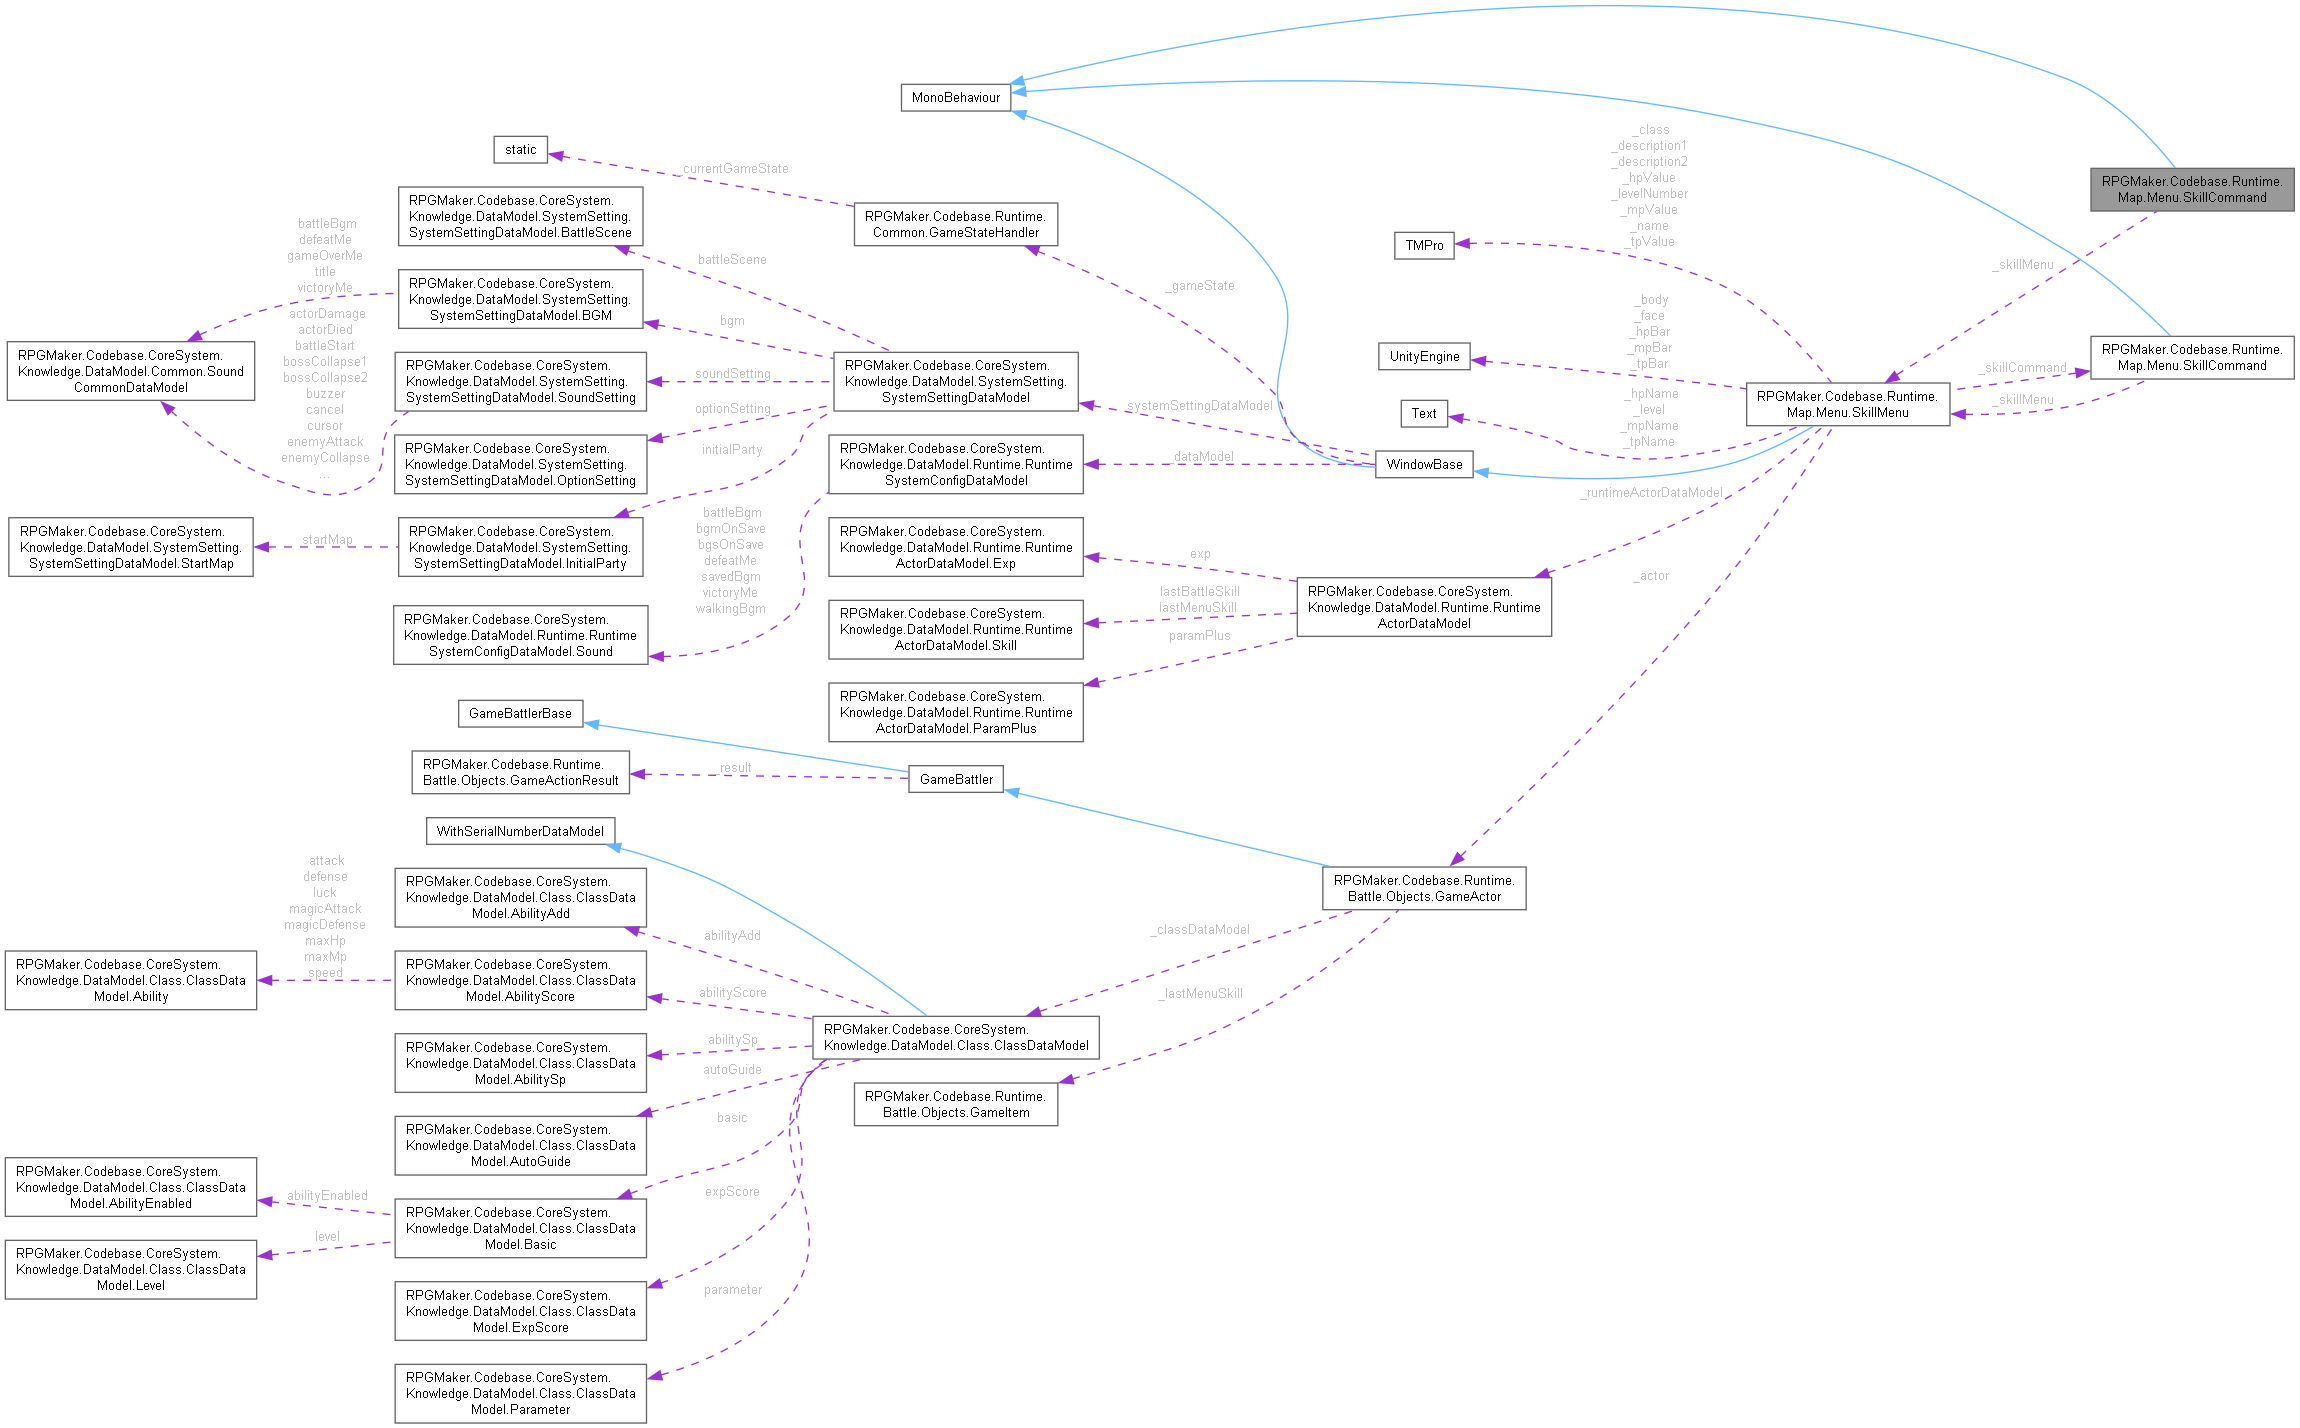 MonoBehaviour
static
_currentGameState
RPGMaker.Codebase.Runtime.
Common.GameStateHandler
_class
_description1
_description2
_hpValue
_levelNumber
_mpValue
_name
_tpValue
RPGMaker.Codebase.Runtime.
Map.Menu.SkillCommand
TMPro
_skillMenu
RPGMaker.Codebase.CoreSystem.
Knowledge.DataModel.SystemSetting.
SystemSettingDataModel.BattleScene
battleScene
_gameState
battleBgm
defeatMe
gameOverMe
title
victoryMe
RPGMaker.Codebase.CoreSystem.
Knowledge.DataModel.SystemSetting.
SystemSettingDataModel.BGM
bgm
_body
_face
_hpBar
_mpBar
_tpBar
UnityEngine
RPGMaker.Codebase.Runtime.
Map.Menu.SkillCommand
_skillCommand
_skillMenu
RPGMaker.Codebase.CoreSystem.
Knowledge.DataModel.Common.Sound
CommonDataModel
actorDamage
actorDied
battleStart
bossCollapse1
bossCollapse2
buzzer
cancel
cursor
enemyAttack
enemyCollapse
...
RPGMaker.Codebase.CoreSystem.
Knowledge.DataModel.SystemSetting.
SystemSettingDataModel.SoundSetting
soundSetting
RPGMaker.Codebase.CoreSystem.
Knowledge.DataModel.SystemSetting.
SystemSettingDataModel
systemSettingDataModel
Text
_hpName
_level
_mpName
_tpName
RPGMaker.Codebase.Runtime.
Map.Menu.SkillMenu
optionSetting
RPGMaker.Codebase.CoreSystem.
Knowledge.DataModel.SystemSetting.
SystemSettingDataModel.OptionSetting
initialParty
RPGMaker.Codebase.CoreSystem.
Knowledge.DataModel.Runtime.Runtime
SystemConfigDataModel
_dataModel
WindowBase
_runtimeActorDataModel
RPGMaker.Codebase.CoreSystem.
Knowledge.DataModel.SystemSetting.
SystemSettingDataModel.StartMap
startMap
RPGMaker.Codebase.CoreSystem.
Knowledge.DataModel.SystemSetting.
SystemSettingDataModel.InitialParty
battleBgm
bgmOnSave
bgsOnSave
defeatMe
savedBgm
victoryMe
walkingBgm
RPGMaker.Codebase.CoreSystem.
Knowledge.DataModel.Runtime.Runtime
ActorDataModel.Exp
exp
RPGMaker.Codebase.CoreSystem.
Knowledge.DataModel.Runtime.Runtime
SystemConfigDataModel.Sound
RPGMaker.Codebase.CoreSystem.
Knowledge.DataModel.Runtime.Runtime
ActorDataModel.Skill
lastBattleSkill
lastMenuSkill
paramPlus
RPGMaker.Codebase.CoreSystem.
Knowledge.DataModel.Runtime.Runtime
ActorDataModel
_actor
RPGMaker.Codebase.CoreSystem.
Knowledge.DataModel.Runtime.Runtime
ActorDataModel.ParamPlus
GameBattlerBase
RPGMaker.Codebase.Runtime.
Battle.Objects.GameActionResult
_result
GameBattler
WithSerialNumberDataModel
attack
defense
luck
magicAttack
magicDefense
maxHp
maxMp
speed
RPGMaker.Codebase.CoreSystem.
Knowledge.DataModel.Class.ClassData
Model.AbilityAdd
abilityAdd
RPGMaker.Codebase.Runtime.
Battle.Objects.GameActor
_classDataModel
_lastMenuSkill
RPGMaker.Codebase.CoreSystem.
Knowledge.DataModel.Class.ClassData
Model.Ability
RPGMaker.Codebase.CoreSystem.
Knowledge.DataModel.Class.ClassData
Model.AbilityScore
abilityScore
RPGMaker.Codebase.CoreSystem.
Knowledge.DataModel.Class.ClassDataModel
RPGMaker.Codebase.CoreSystem.
Knowledge.DataModel.Class.ClassData
Model.AbilitySp
abilitySp
autoGuide
RPGMaker.Codebase.Runtime.
Battle.Objects.GameItem
RPGMaker.Codebase.CoreSystem.
Knowledge.DataModel.Class.ClassData
Model.AutoGuide
basic
RPGMaker.Codebase.CoreSystem.
Knowledge.DataModel.Class.ClassData
Model.AbilityEnabled
abilityEnabled
RPGMaker.Codebase.CoreSystem.
Knowledge.DataModel.Class.ClassData
Model.Basic
expScore
RPGMaker.Codebase.CoreSystem.
Knowledge.DataModel.Class.ClassData
Model.Level
level
RPGMaker.Codebase.CoreSystem.
Knowledge.DataModel.Class.ClassData
Model.ExpScore
parameter
RPGMaker.Codebase.CoreSystem.
Knowledge.DataModel.Class.ClassData
Model.Parameter